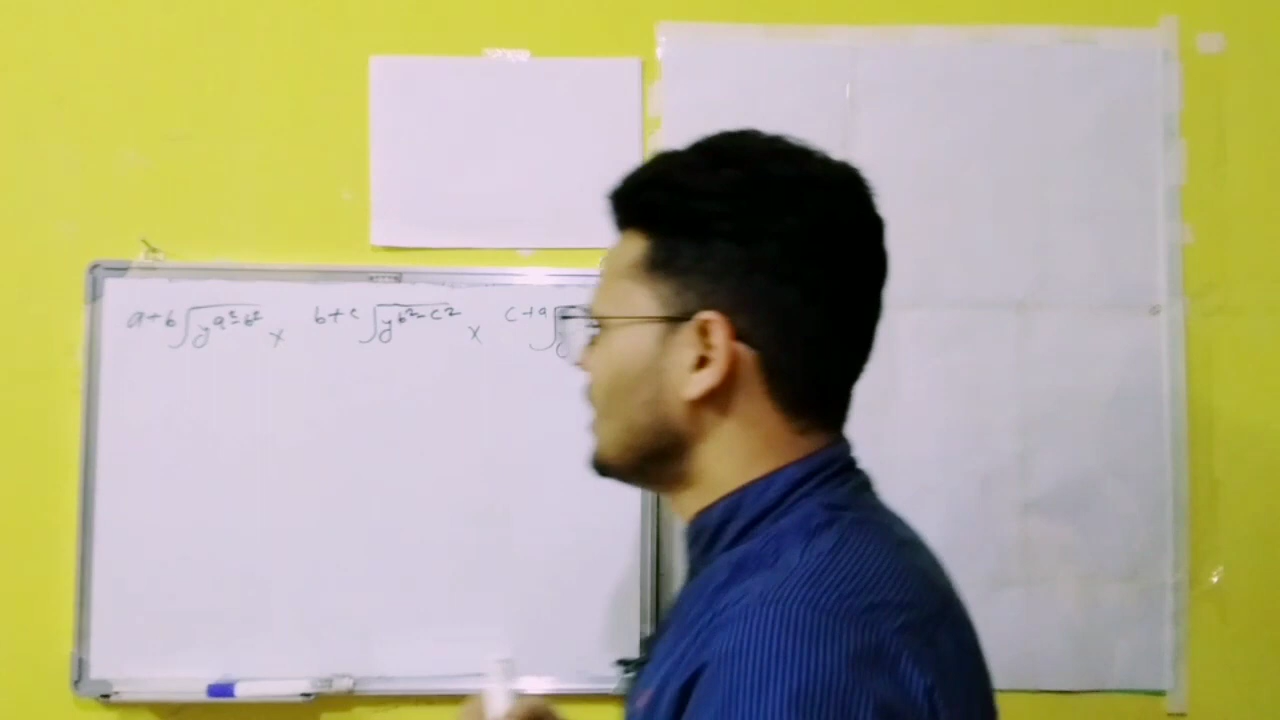 a+b√y^a²-b² x b+c√y^b²-c² x c+a√y